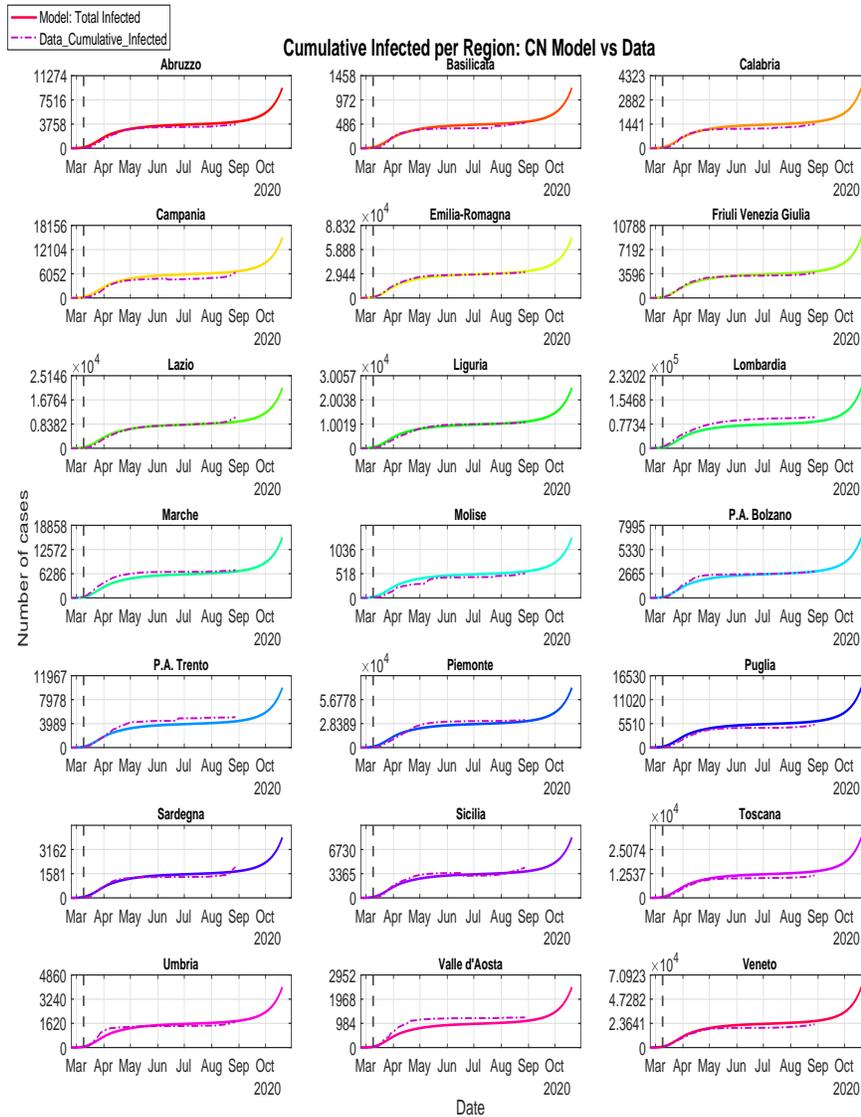 Model: Total Infected
Data_Cumulative_Infected
Cumulative Infected per Region: CN Model vs Data
Abruzzo
11274
7516
3758
0
Mar Apr May Jun Jul Aug Sep Oct
2020
Basilicata
1458
972
486
0
Mar Apr May Jun Jul Aug Sep Oct
2020
Calabria
4323
2882
1441
0
Mar Apr May Jun Jul Aug Sep Oct
2020
Campania
18156
12104
6052
0
Mar Apr May Jun Jul Aug Sep Oct
2020
Emilia-Romagna
×10^4
8.832
5.888
2.944
0
Mar Apr May Jun Jul Aug Sep Oct
2020
Friuli Venezia Giulia
10788
7192
3596
0
Mar Apr May Jun Jul Aug Sep Oct
2020
Lazio
×10^4
2.5146
1.6764
0.8382
0
Mar Apr May Jun Jul Aug Sep Oct
2020
Liguria
×10^4
3.0057
2.0038
1.0019
0
Mar Apr May Jun Jul Aug Sep Oct
2020
Lombardia
×10^5
2.3202
1.5468
0.7734
0
Mar Apr May Jun Jul Aug Sep Oct
2020
Number of cases
Marche
18858
12572
6286
0
Mar Apr May Jun Jul Aug Sep Oct
2020
Molise
1036
518
0
Mar Apr May Jun Jul Aug Sep Oct
2020
P.A. Bolzano
7995
5330
2665
0
Mar Apr May Jun Jul Aug Sep Oct
2020
P.A. Trento
11967
7978
3989
0
Mar Apr May Jun Jul Aug Sep Oct
2020
Piemonte
×10^4
5.6778
2.8389
0
Mar Apr May Jun Jul Aug Sep Oct
2020
Puglia
16530
11020
5510
0
Mar Apr May Jun Jul Aug Sep Oct
2020
Sardegna
3162
1581
0
Mar Apr May Jun Jul Aug Sep Oct
2020
Sicilia
6730
3365
0
Mar Apr May Jun Jul Aug Sep Oct
2020
Toscana
×10^4
2.5074
1.2537
0
Mar Apr May Jun Jul Aug Sep Oct
2020
Umbria
4860
3240
1620
0
Mar Apr May Jun Jul Aug Sep Oct
2020
Valle d'Aosta
2952
1968
984
0
Mar Apr May Jun Jul Aug Sep Oct
2020
Veneto
×10^4
7.0923
4.7282
2.3641
0
Mar Apr May Jun Jul Aug Sep Oct
2020
Date